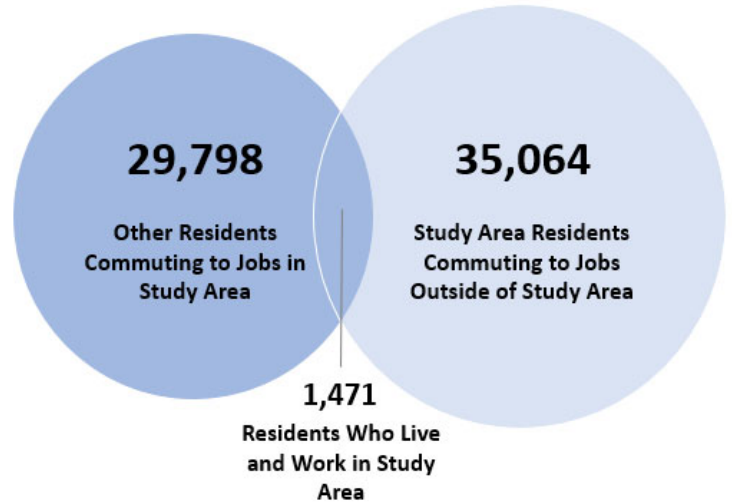 29,798
Other Residents
Commuting to Jobs in
Study Area
35,064
Study Area Residents
Commuting to Jobs
Outside of Study Area
1,471
Residents Who Live
and Work in Study
Area